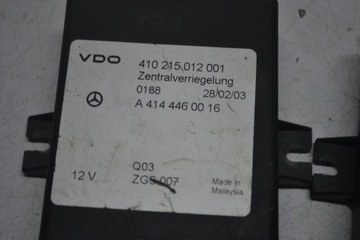 VDO 410 215 012 001
Zentralverriegelung
0188 28/02/03
A 414 446 00 16
Q03
12 V ZGS 007
Made in
Malaysia